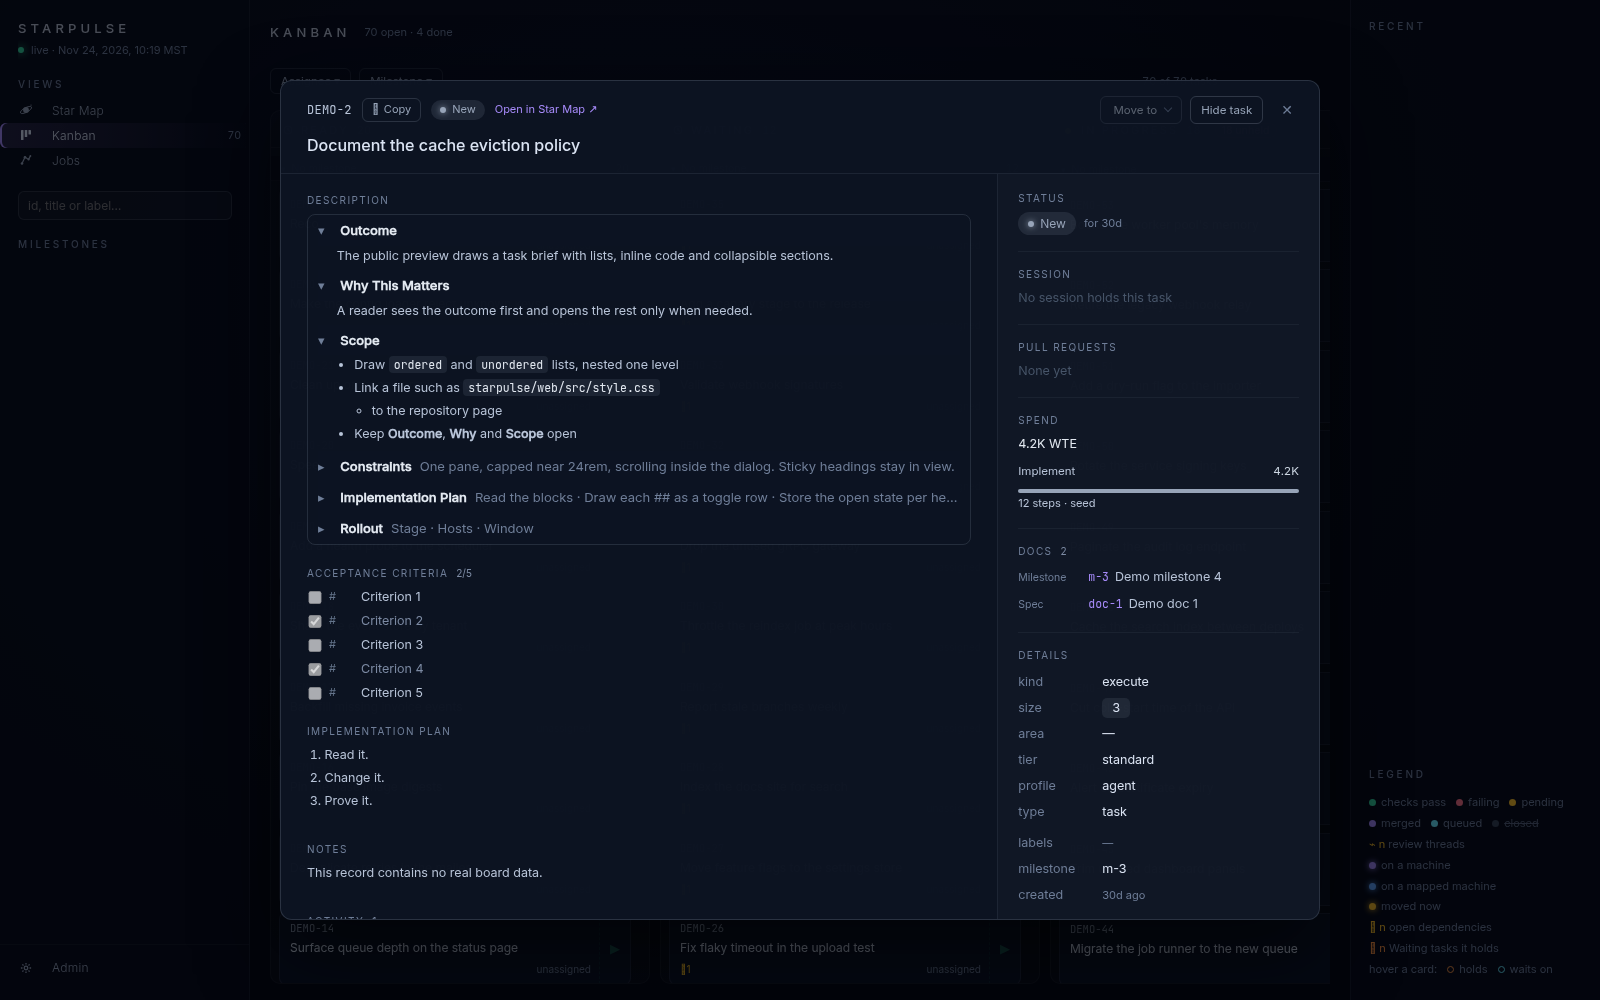 STARPULSE
live · Nov 24, 2026, 10:19 MST
VIEWS
Star Map
Kanban 70
Jobs
id, title or label...
MILESTONES
Admin
KANBAN 70 open · 4 done
DEMO-2 Copy New Open in Star Map ↗ Move to Hide task ×
Document the cache eviction policy
DESCRIPTION
▾ Outcome
The public preview draws a task brief with lists, inline code and collapsible sections.
▾ Why This Matters
A reader sees the outcome first and opens the rest only when needed.
▾ Scope
• Draw ordered and unordered lists, nested one level
• Link a file such as starpulse/web/src/style.css
◦ to the repository page
• Keep Outcome, Why and Scope open
▸ Constraints One pane, capped near 24rem, scrolling inside the dialog. Sticky headings stay in view.
▸ Implementation Plan Read the blocks · Draw each ## as a toggle row · Store the open state per he...
▸ Rollout Stage · Hosts · Window
ACCEPTANCE CRITERIA 2/5
# Criterion 1
# Criterion 2
# Criterion 3
# Criterion 4
# Criterion 5
IMPLEMENTATION PLAN
1. Read it.
2. Change it.
3. Prove it.
NOTES
This record contains no real board data.
STATUS
New for 30d
SESSION
No session holds this task
PULL REQUESTS
None yet
SPEND
4.2K WTE
Implement 4.2K
12 steps · seed
DOCS 2
Milestone m-3 Demo milestone 4
Spec doc-1 Demo doc 1
DETAILS
kind execute
size 3
area —
tier standard
profile agent
type task
labels —
milestone m-3
created 30d ago
DEMO-14
Surface queue depth on the status page
unassigned
DEMO-26
Fix flaky timeout in the upload test
1 unassigned
DEMO-44
Migrate the job runner to the new queue
RECENT
LEGEND
checks pass failing pending
merged queued closed
n review threads
on a machine
on a mapped machine
moved now
n open dependencies
n Waiting tasks it holds
hover a card: holds waits on